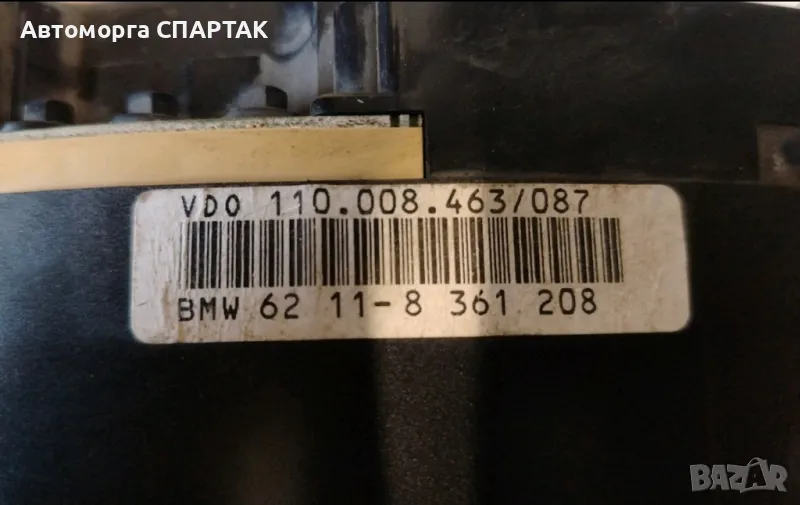 Автоморга СПАРТАК
VDO 110.008.463/087
BMW 62 11-8 361 208
BAZAR